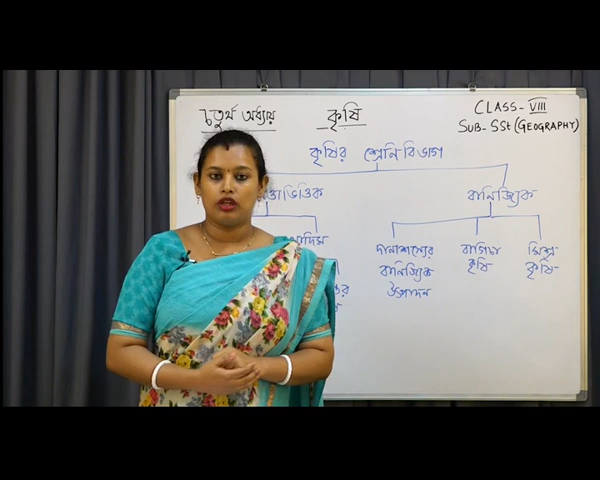 চতুর্থ অধ্যায়
কৃষি
CLASS- VIII
SUB- SSt (GEOGRAPHY)
কৃষির শ্রেনিবিভাগ
বানিজ্যিক
দানাশস্যের
বানিজ্যিক
উৎপাদন
বাগিচা
কৃষি
মিশ্র
কৃষি